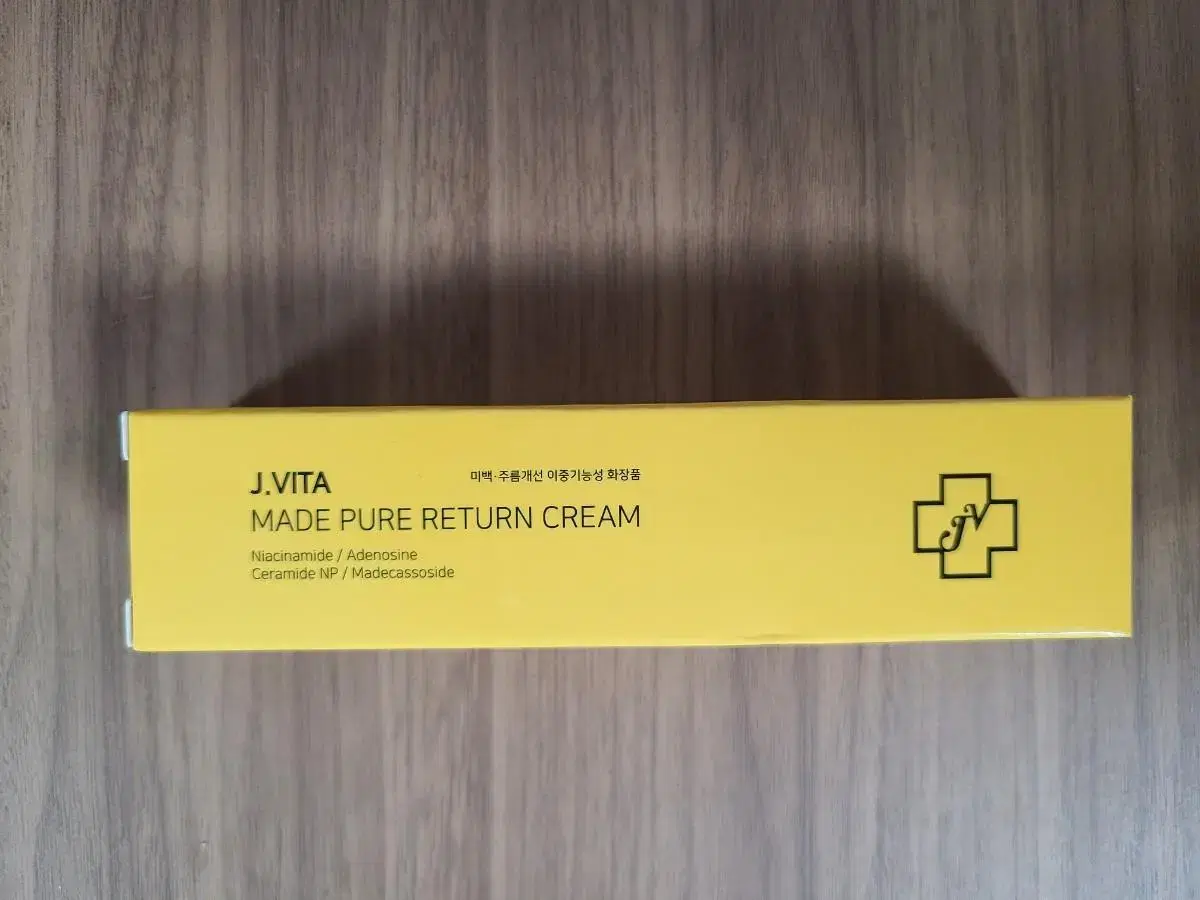 J.VITA
미백·주름개선 이중기능성 화장품
MADE PURE RETURN CREAM
Niacinamide / Adenosine
Ceramide NP / Madecassoside
JV